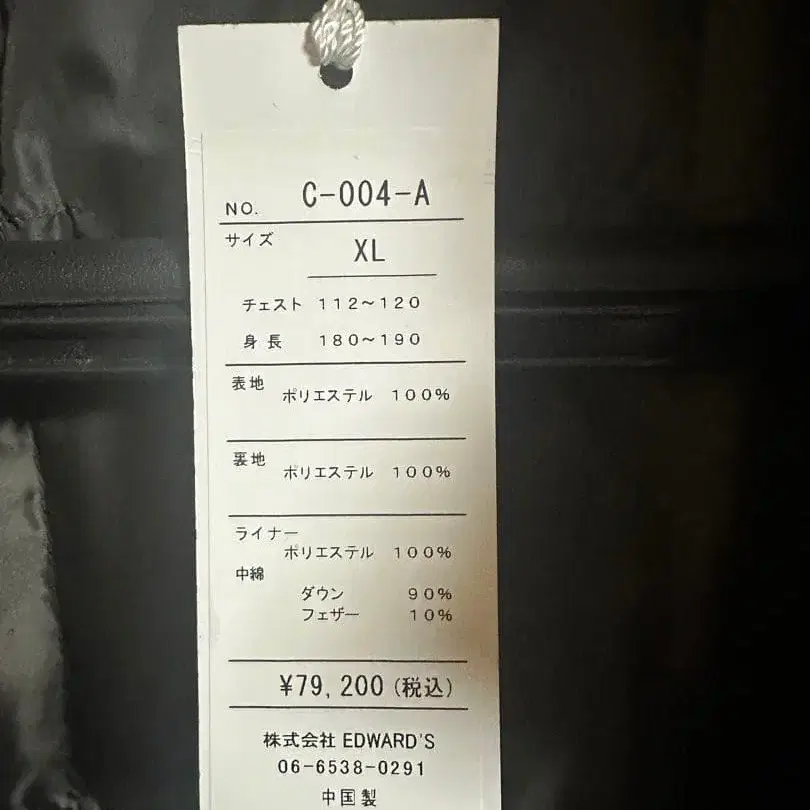 NO. C-004-A
サイズ
XL
チェスト 112~120
身長 180~190
表地
ポリエステル 100%
裏地
ポリエステル 100%
ライナー
ポリエステル 100%
中綿
ダウン 90%
フェザー 10%
¥79,200(税込)
株式会社 EDWARD'S
06-6538-0291
中国製